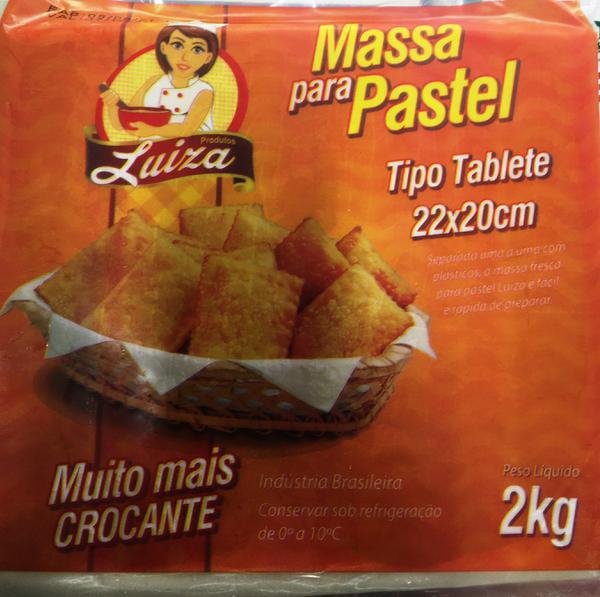 Massa
para Pastel
Produtos
Luiza
Tipo Tablete
22x20cm
Separada uma a uma com
plásticos, a massa fresca
para pastel Luiza é fácil
e rápida de preparar.
Muito mais
CROCANTE
Indústria Brasileira
Conservar sob refrigeração
de 0º a 10ºC
Peso Líquido
2kg